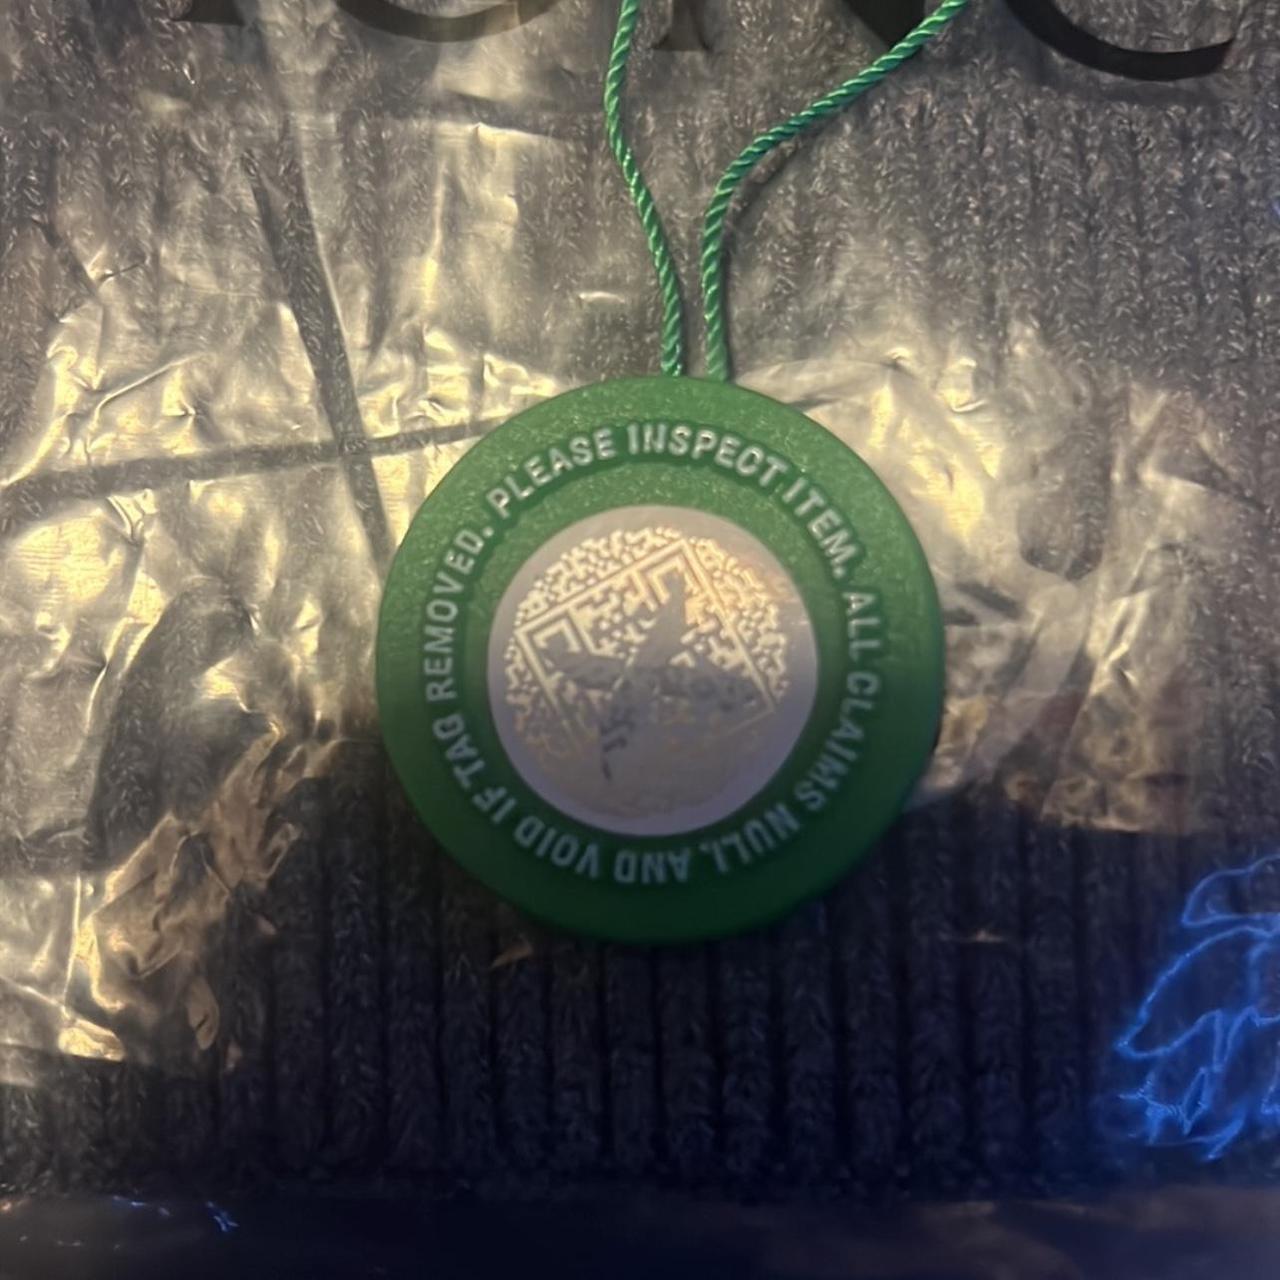 PLEASE INSPECT ITEM. ALL CLAIMS NULL AND VOID IF TAG REMOVED.